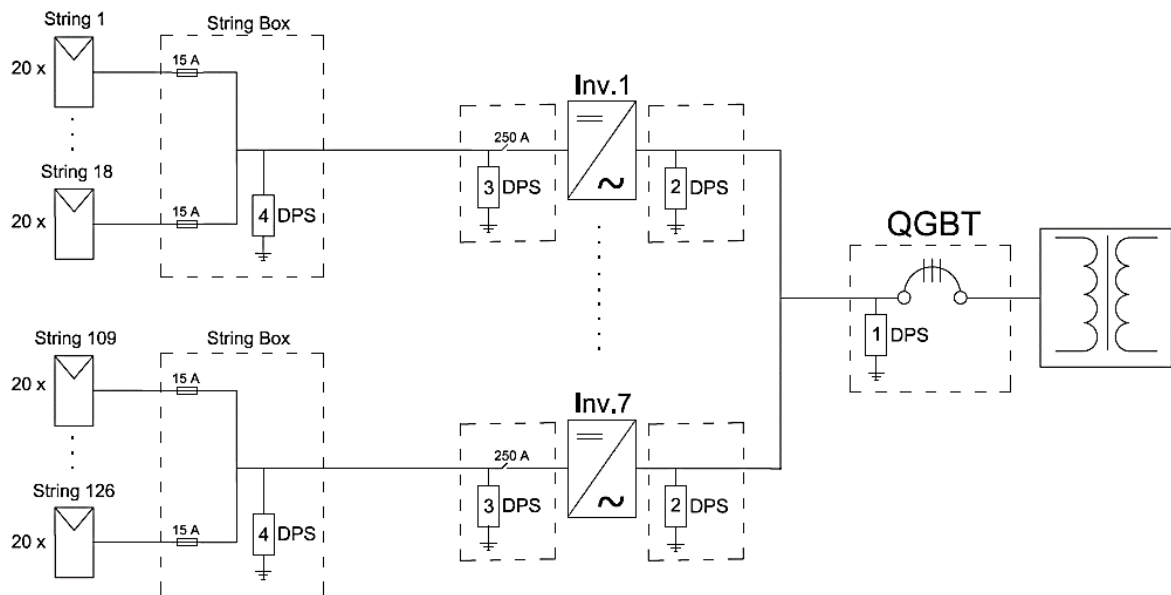 String 1
String Box
20 x
15 A
Inv.1
250 A
String 18
3 DPS
2 DPS
20 x
15 A
4 DPS
QGBT
1 DPS
String 109
String Box
20 x
15 A
Inv.7
250 A
String 126
3 DPS
2 DPS
20 x
15 A
4 DPS